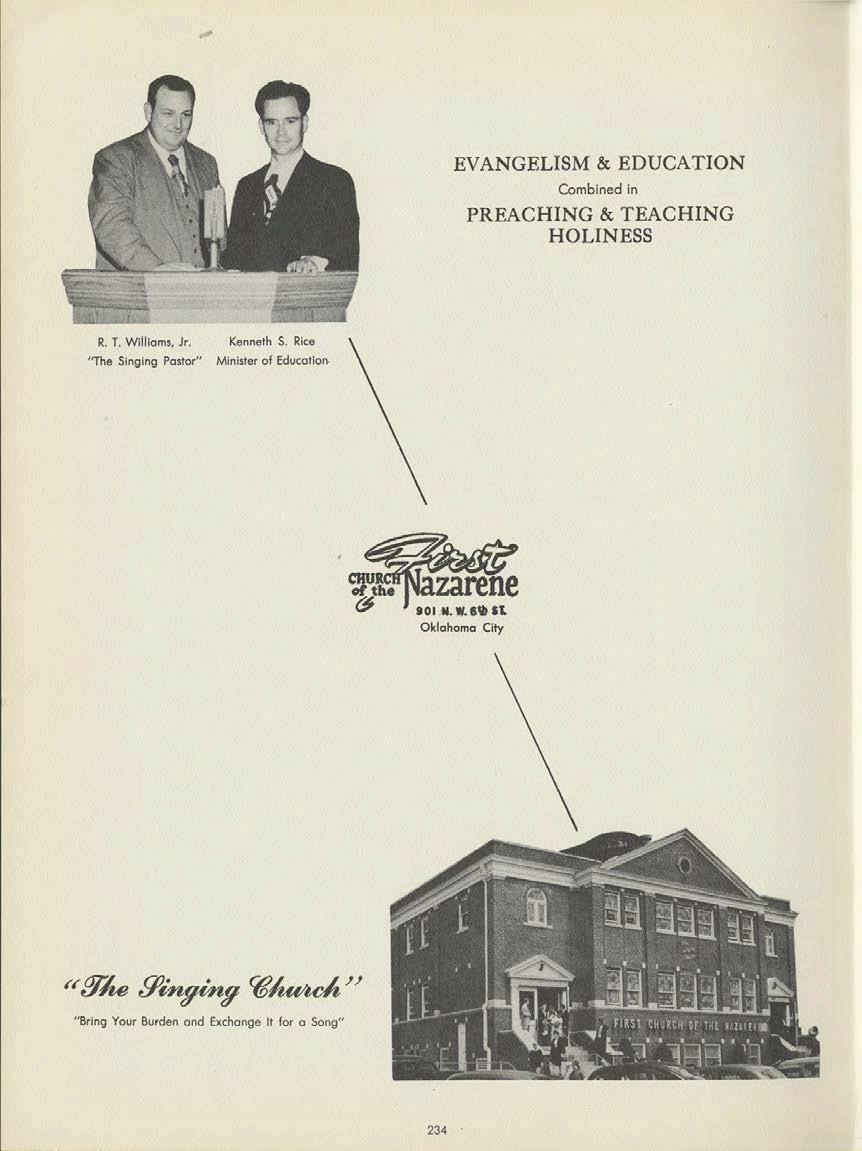 EVANGELISM & EDUCATION
Combined in
PREACHING & TEACHING
HOLINESS
R. T. Williams, Jr. Kenneth S. Rice
"The Singing Pastor" Minister of Education
First
CHURCH
of the Nazarene
901 N. W. 6th ST.
Oklahoma City
FIRST CHURCH OF THE NAZARENE
"The Singing Church"
"Bring Your Burden and Exchange It for a Song"
234